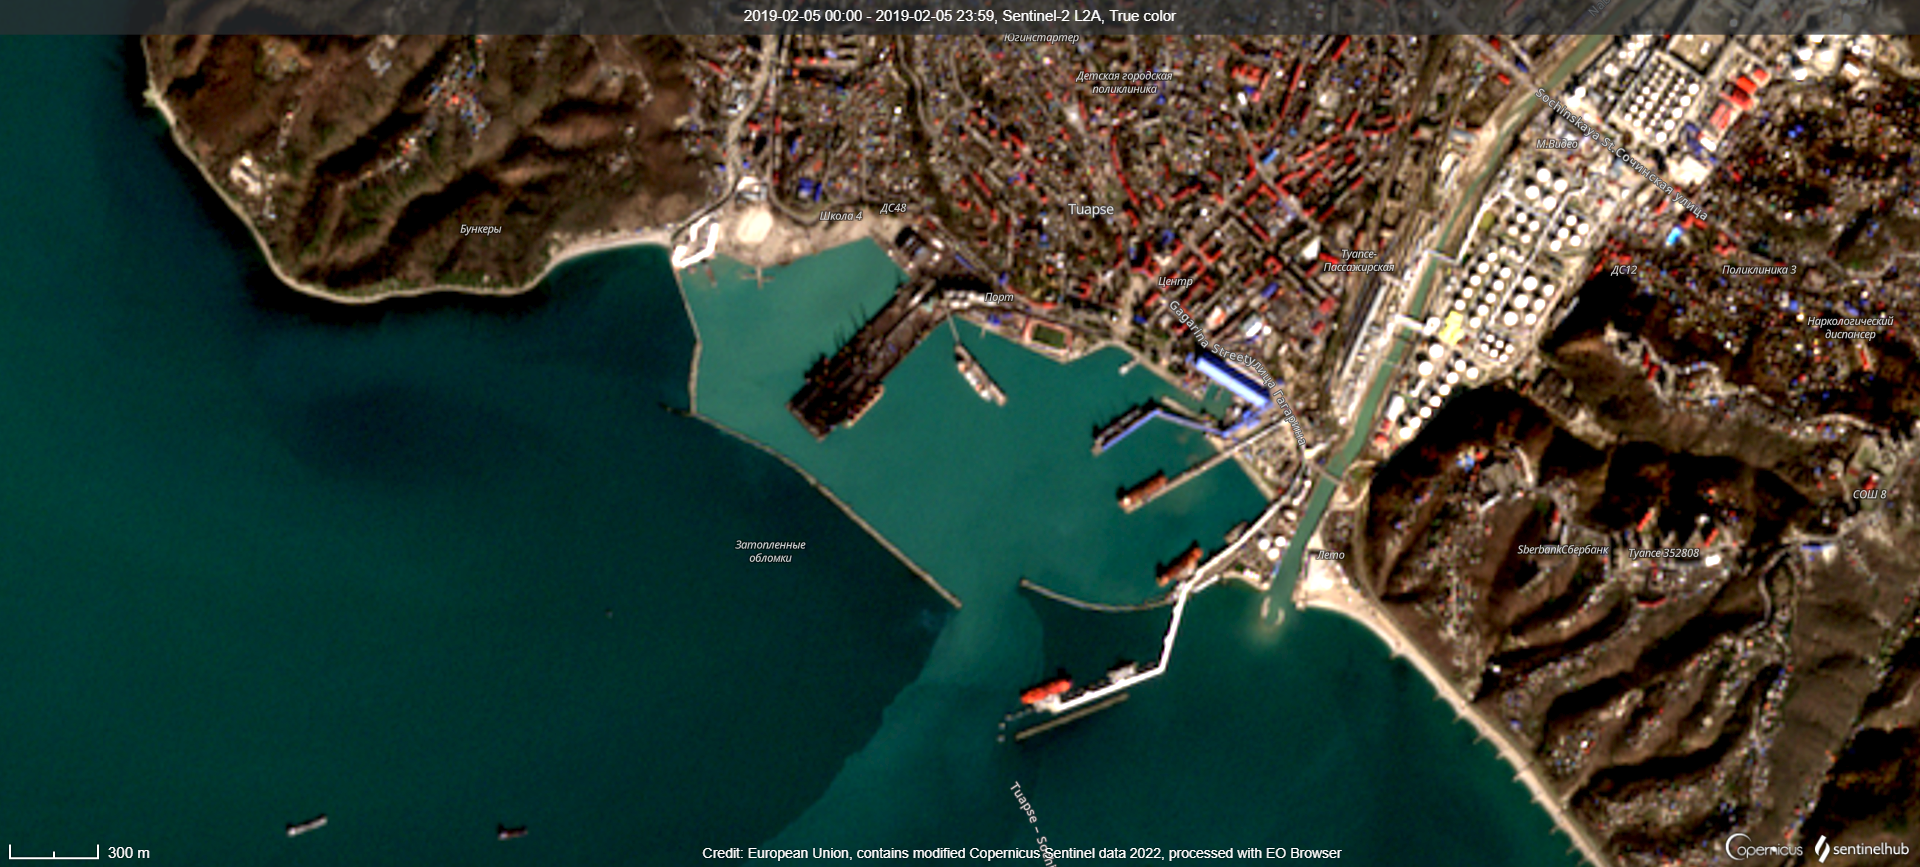 2019-02-05 00:00 - 2019-02-05 23:59, Sentinel-2 L2A, True color
Югинстартер
Детская городская
поликлиника
Sochinskaya St.Сочинская улица
М.Видео
Школа 4
ДС48
Tuapse
Бункеры
Туапсе-
Пассажирская
ДС12
Поликлиника 3
Центр
Порт
Gagarina Streetулица Гагарина
Наркологический
диспансер
СОШ 8
Затопленные
обломки
Лето
SberbankСбербанк
Туапсе 352808
Tuapse - Sochi
300 m
Credit: European Union, contains modified Copernicus Sentinel data 2022, processed with EO Browser
Copernicus
sentinelhub